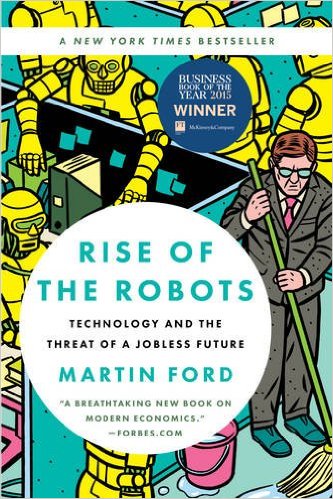 A NEW YORK TIMES BESTSELLER
BUSINESS
BOOK OF THE
YEAR 2015
WINNER
FT
McKinsey&Company
RISE OF
THE ROBOTS
TECHNOLOGY AND THE
THREAT OF A JOBLESS FUTURE
MARTIN FORD
“A BREATHTAKING NEW BOOK ON
MODERN ECONOMICS,”
—FORBES.COM